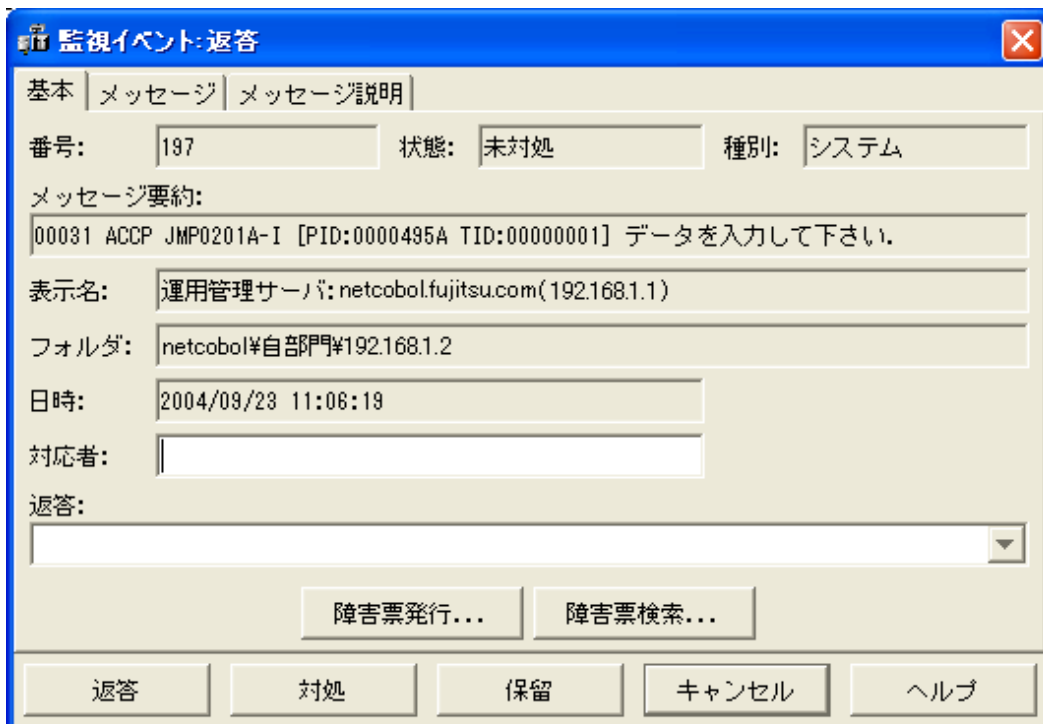 監視イベント:返答
基本 メッセージ メッセージ説明
番号: 197 状態: 未対処 種別: システム
メッセージ要約:
00031 ACCP JMP0201A-I [PID:0000495A TID:00000001] データを入力して下さい.
表示名: 運用管理サーバ:netcobol.fujitsu.com(192.168.1.1)
フォルダ: netcobol¥自部門¥192.168.1.2
日時: 2004/09/23 11:06:19
対応者:
返答:
障害票発行... 障害票検索...
返答 対処 保留 キャンセル ヘルプ